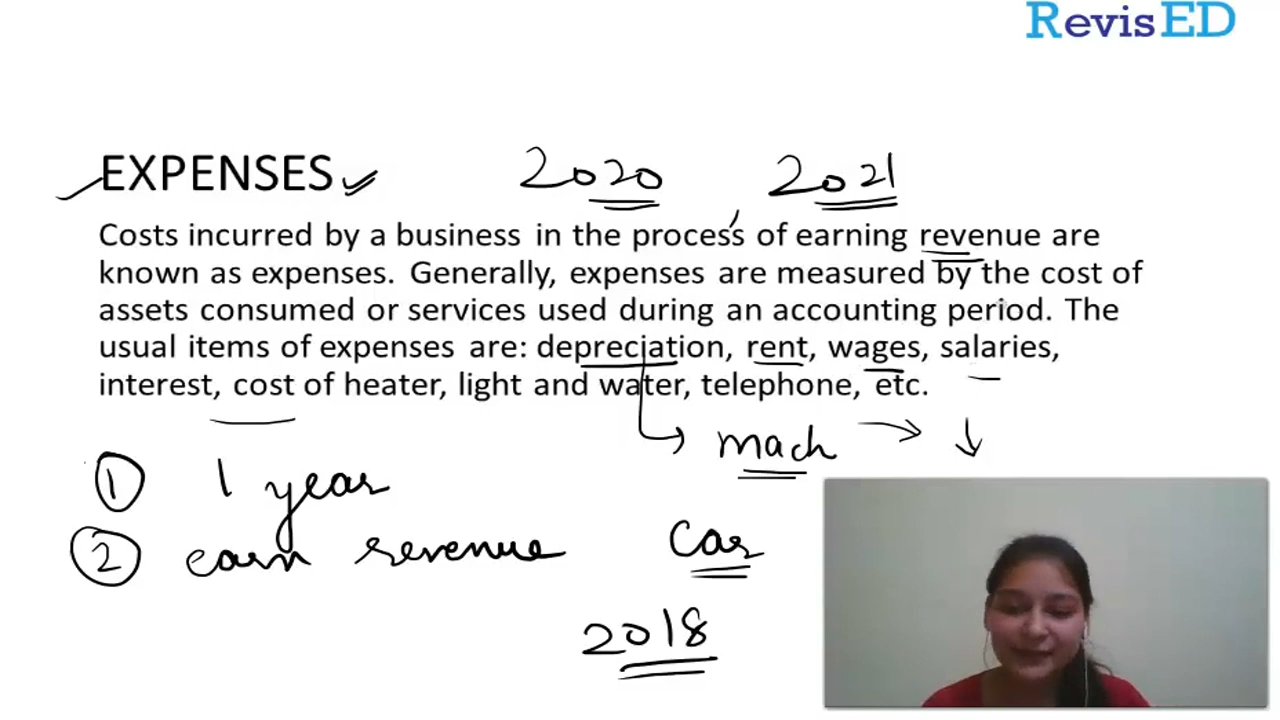 RevisED
EXPENSES
2020 2021
Costs incurred by a business in the process of earning revenue are
known as expenses. Generally, expenses are measured by the cost of
assets consumed or services used during an accounting period. The
usual items of expenses are: depreciation, rent, wages, salaries,
interest, cost of heater, light and water, telephone, etc.
mach → ↓
① 1 year
② earn revenue
car
2018